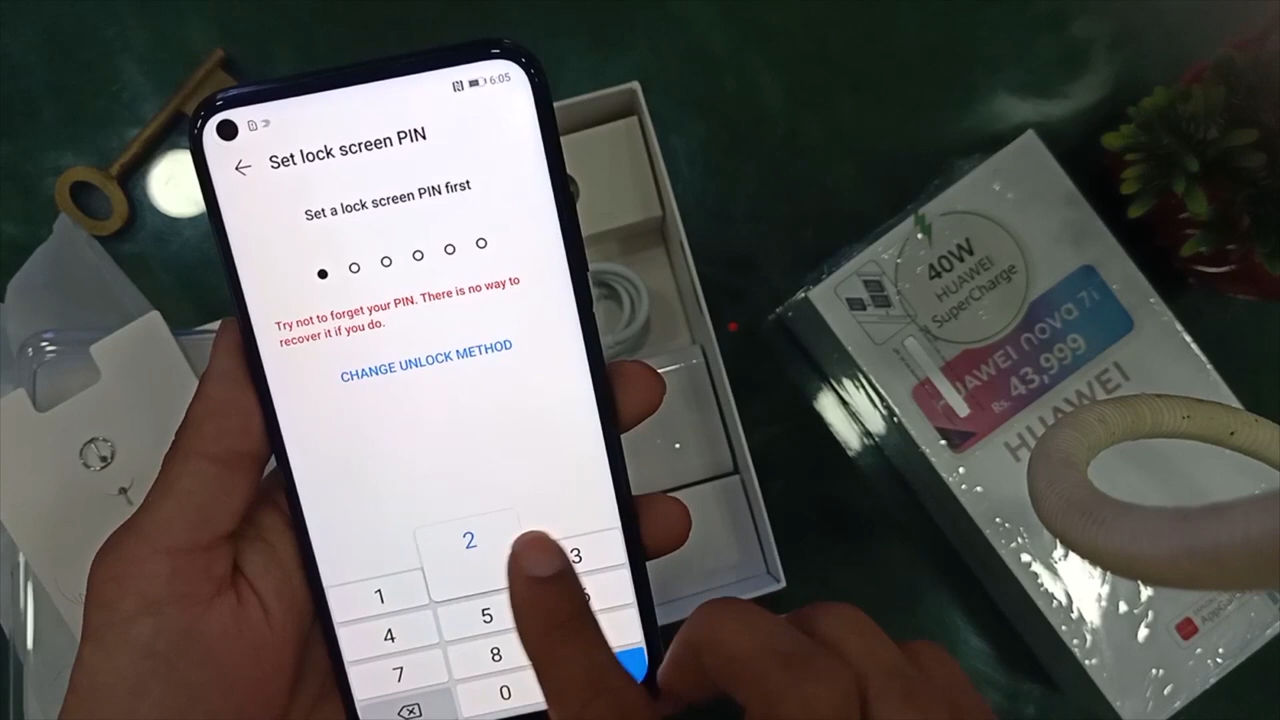 6:05
Set lock screen PIN
Set a lock screen PIN first
Try not to forget your PIN. There is no way to
recover it if you do.
CHANGE UNLOCK METHOD
2
3
1
5
4
8
7
0
40W
HUAWEI
SuperCharge
HUAWEI nova 7i
Rs. 43,999
HUAWEI